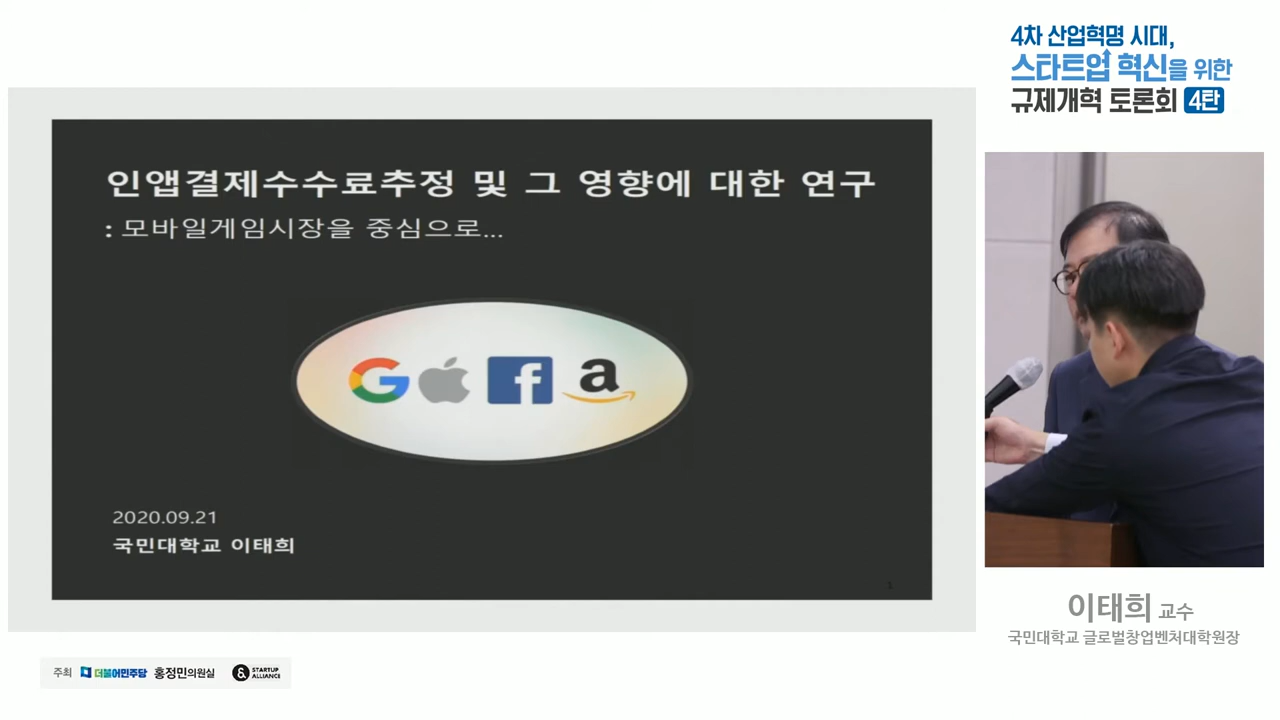 4차 산업혁명 시대,
스타트업 혁신을 위한
규제개혁 토론회 4탄
인앱결제수수료추정 및 그 영향에 대한 연구
: 모바일게임시장을 중심으로...
2020.09.21
국민대학교 이태희
1
이태희 교수
국민대학교 글로벌창업벤처대학원장
주최 더불어민주당 홍정민의원실 STARTUP ALLIANCE